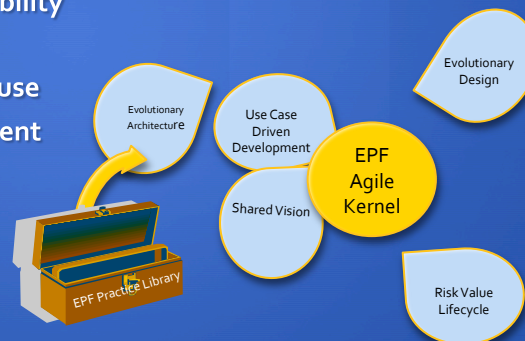 bility
use
ent
Evolutionary
Architecture
Use Case
Driven
Development
Shared Vision
EPF
Agile
Kernel
Evolutionary
Design
Risk Value
Lifecycle
EPF Practice Library